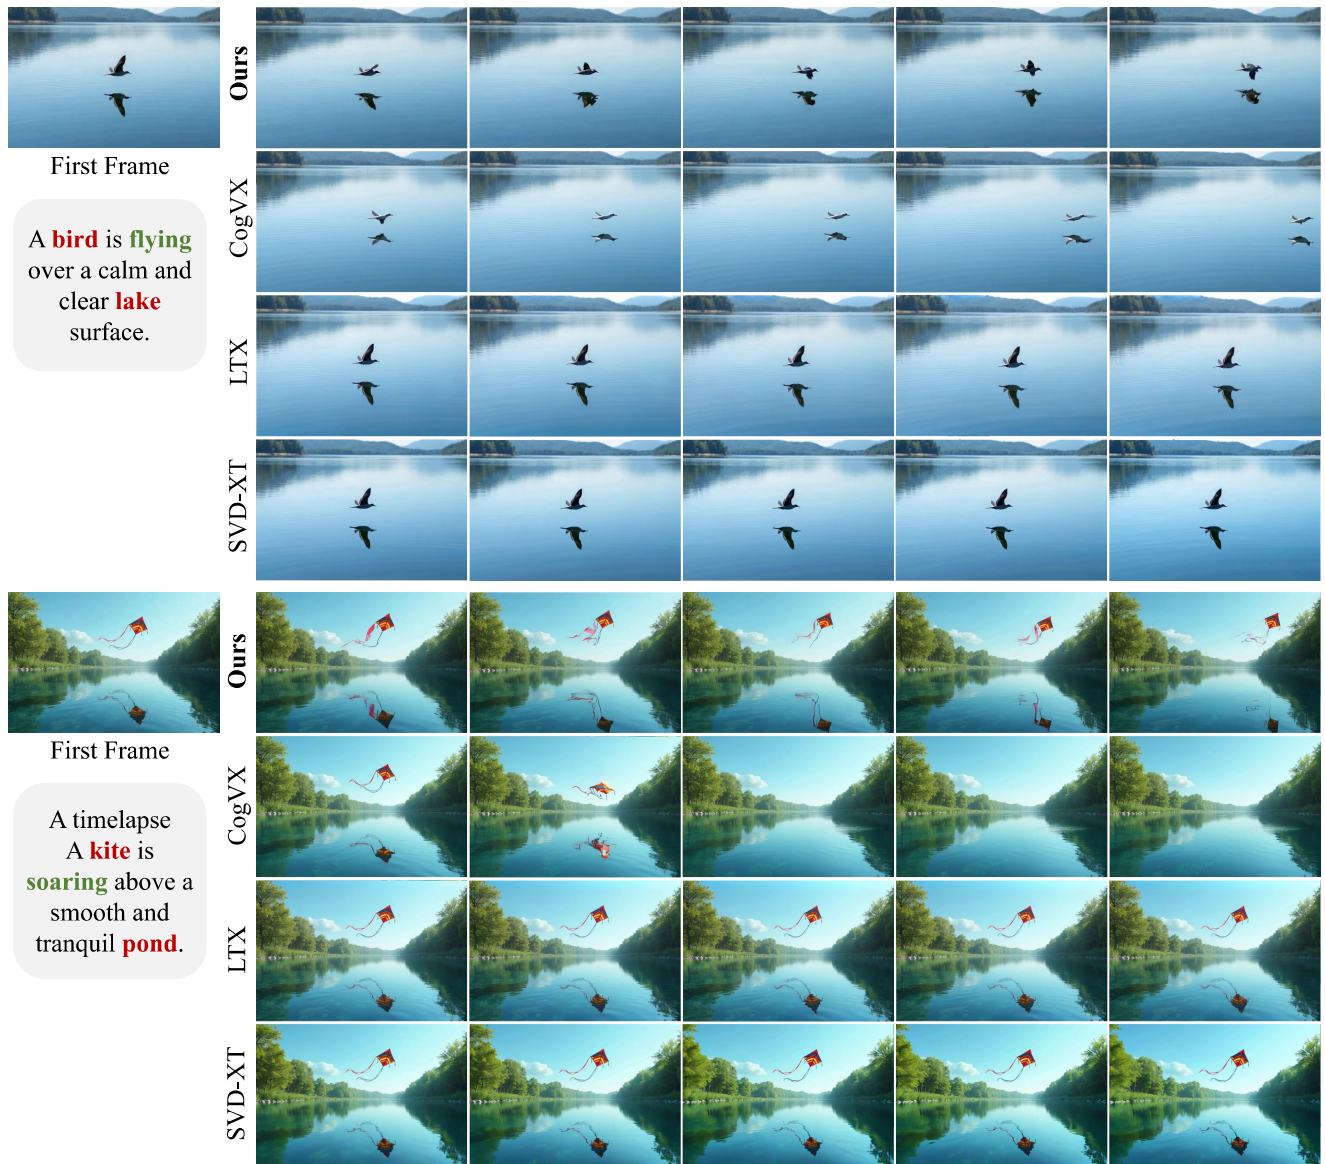 Ours
First Frame
A bird is flying
over a calm and
clear lake
surface.
CogVX
LTX
SVD-XT
Ours
First Frame
A timelapse
A kite is
soaring above a
smooth and
tranquil pond.
CogVX
LTX
SVD-XT